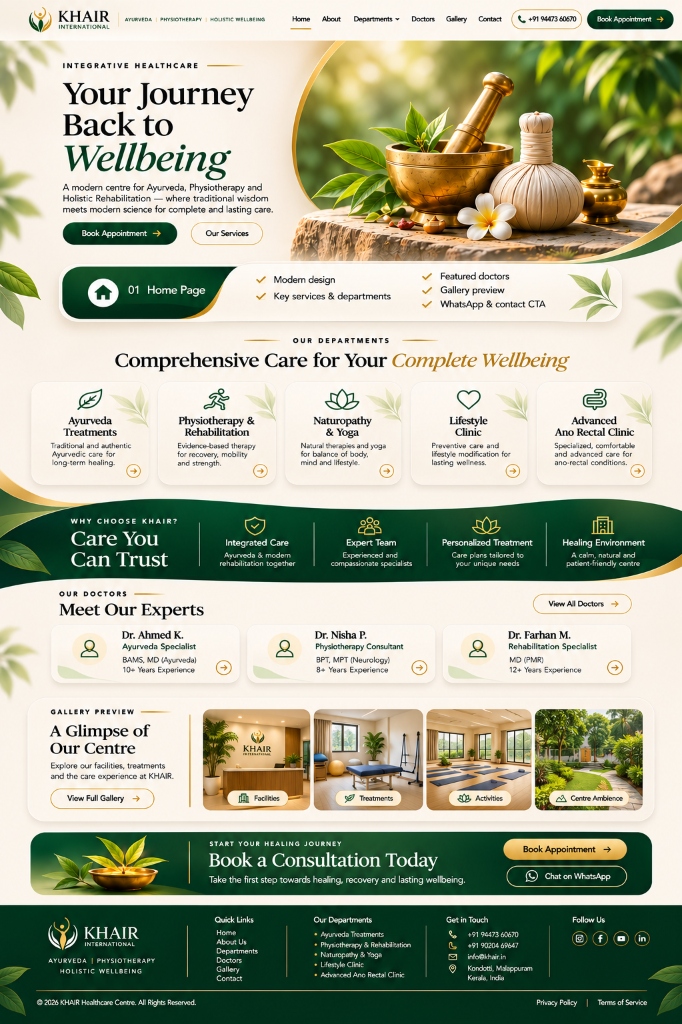 KHAIR
INTERNATIONAL
AYURVEDA | PHYSIOTHERAPY | HOLISTIC WELLBEING
Home
About
Departments
Doctors
Gallery
Contact
+91 94473 60670
Book Appointment
INTEGRATIVE HEALTHCARE
Your Journey
Back to
Wellbeing
A modern centre for Ayurveda, Physiotherapy and
Holistic Rehabilitation — where traditional wisdom
meets modern science for complete and lasting care.
Book Appointment
Our Services
01 Home Page
Modern design
Key services & departments
Featured doctors
Gallery preview
WhatsApp & contact CTA
OUR DEPARTMENTS
Comprehensive Care for Your Complete Wellbeing
Ayurveda
Treatments
Traditional and authentic
Ayurvedic care for
long-term healing.
Physiotherapy &
Rehabilitation
Evidence-based therapy
for recovery, mobility
and strength.
Naturopathy
& Yoga
Natural therapies and yoga
for balance of body,
mind and lifestyle.
Lifestyle
Clinic
Preventive care and
lifestyle modification for
lasting wellness.
Advanced
Ano Rectal Clinic
Specialized, comfortable
and advanced care for
ano-rectal conditions.
WHY CHOOSE KHAIR?
Care You
Can Trust
Integrated Care
Ayurveda & modern
rehabilitation together
Expert Team
Experienced and
compassionate specialists
Personalized Treatment
Care plans tailored to
your unique needs
Healing Environment
A calm, natural and
patient-friendly centre
OUR DOCTORS
Meet Our Experts
View All Doctors
Dr. Ahmed K.
Ayurveda Specialist
BAMS, MD (Ayurveda)
10+ Years Experience
Dr. Nisha P.
Physiotherapy Consultant
BPT, MPT (Neurology)
8+ Years Experience
Dr. Farhan M.
Rehabilitation Specialist
MD (PMR)
12+ Years Experience
GALLERY PREVIEW
A Glimpse of
Our Centre
Explore our facilities, treatments
and the care experience at KHAIR.
View Full Gallery
KHAIR
INTERNATIONAL
Facilities
Treatments
Activities
Centre Ambience
START YOUR HEALING JOURNEY
Book a Consultation Today
Take the first step towards healing, recovery and lasting wellbeing.
Book Appointment
Chat on WhatsApp
KHAIR
INTERNATIONAL
AYURVEDA | PHYSIOTHERAPY
HOLISTIC WELLBEING
Quick Links
Home
About Us
Departments
Doctors
Gallery
Contact
Our Departments
• Ayurveda Treatments
• Physiotherapy & Rehabilitation
• Naturopathy & Yoga
• Lifestyle Clinic
• Advanced Ano Rectal Clinic
Get in Touch
+91 94473 60670
+91 90204 69647
info@khair.in
Kondotti, Malappuram
Kerala, India
Follow Us
© 2026 KHAIR Healthcare Centre. All Rights Reserved.
Privacy Policy | Terms of Service